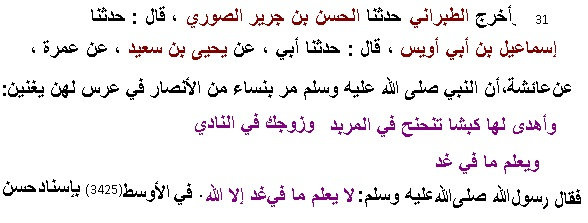 31 .أخرج الطبراني حدثنا الحسن بن جرير الصوري ، قال : حدثنا
إسماعيل بن أبي أويس ، قال : حدثنا أبي ، عن يحيى بن سعيد ، عن عمرة ،
عن عائشة، أن النبي صلى الله عليه وسلم مر بنساء من الأنصار في عرس لهن يغنين:
وأهدى لها كبشا تنحنح في المربد وزوجك في النادي
ويعلم ما في غد
فقال رسول الله صلى الله عليه وسلم: لا يعلم ما في غد إلا الله. في الأوسط(3425) بإسناد حسن